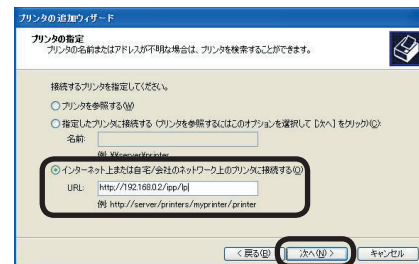 プリンタの追加ウィザード
プリンタの指定
プリンタの名前またはアドレスが不明な場合は、プリンタを検索することができます。
接続するプリンタを指定してください。
プリンタを参照する(W)
指定したプリンタに接続する (プリンタを参照するにはこのオプションを選択して [次へ] をクリック)(C):
名前:
例: ¥¥server¥printer
インターネット上または自宅/会社のネットワーク上のプリンタに接続する(O):
URL: http://192.168.0.2/ipp/lp
例: http://server/printers/myprinter/printer
< 戻る(B) 次へ(N) > キャンセル